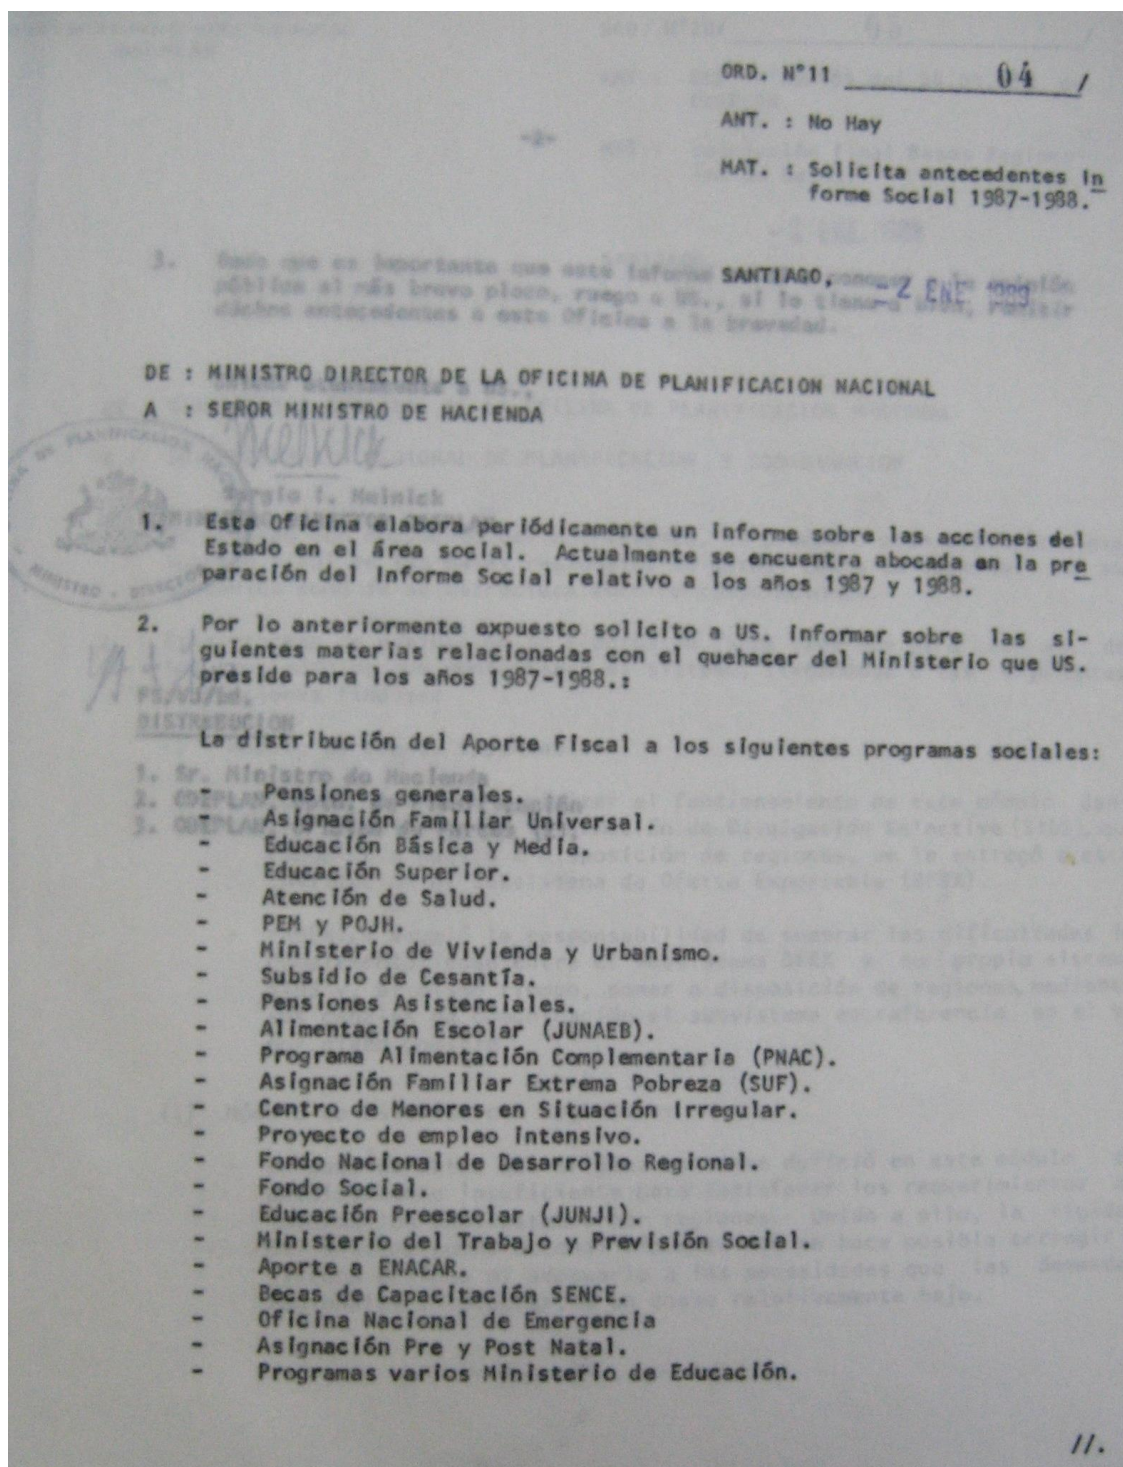 ORD. N°11 04 /
ANT. : No Hay
MAT. : Solicita antecedentes In
forme Social 1987-1988.
SANTIAGO, - 2 ENE 1989
DE : MINISTRO DIRECTOR DE LA OFICINA DE PLANIFICACION NACIONAL
A : SEÑOR MINISTRO DE HACIENDA
1. Esta Oficina elabora periódicamente un informe sobre las acciones del
Estado en el área social. Actualmente se encuentra abocada en la pre
paración del Informe Social relativo a los años 1987 y 1988.
2. Por lo anteriormente expuesto solicito a US. informar sobre las si-
guientes materias relacionadas con el quehacer del Ministerio que US.
preside para los años 1987-1988.:
La distribución del Aporte Fiscal a los siguientes programas sociales:
- Pensiones generales.
- Asignación Familiar Universal.
- Educación Básica y Media.
- Educación Superior.
- Atención de Salud.
- PEM y POJH.
- Ministerio de Vivienda y Urbanismo.
- Subsidio de Cesantía.
- Pensiones Asistenciales.
- Alimentación Escolar (JUNAEB).
- Programa Alimentación Complementaria (PNAC).
- Asignación Familiar Extrema Pobreza (SUF).
- Centro de Menores en Situación Irregular.
- Proyecto de empleo intensivo.
- Fondo Nacional de Desarrollo Regional.
- Fondo Social.
- Educación Preescolar (JUNJI).
- Ministerio del Trabajo y Previsión Social.
- Aporte a ENACAR.
- Becas de Capacitación SENCE.
- Oficina Nacional de Emergencia
- Asignación Pre y Post Natal.
- Programas varios Ministerio de Educación.
//.